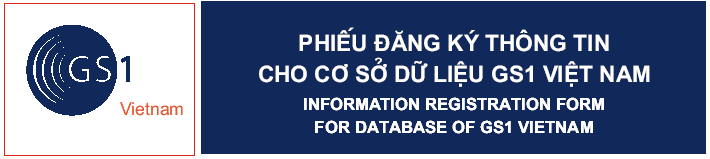 GS1
Vietnam
PHIẾU ĐĂNG KÝ THÔNG TIN
CHO CƠ SỞ DỮ LIỆU GS1 VIỆT NAM
INFORMATION REGISTRATION FORM
FOR DATABASE OF GS1 VIETNAM